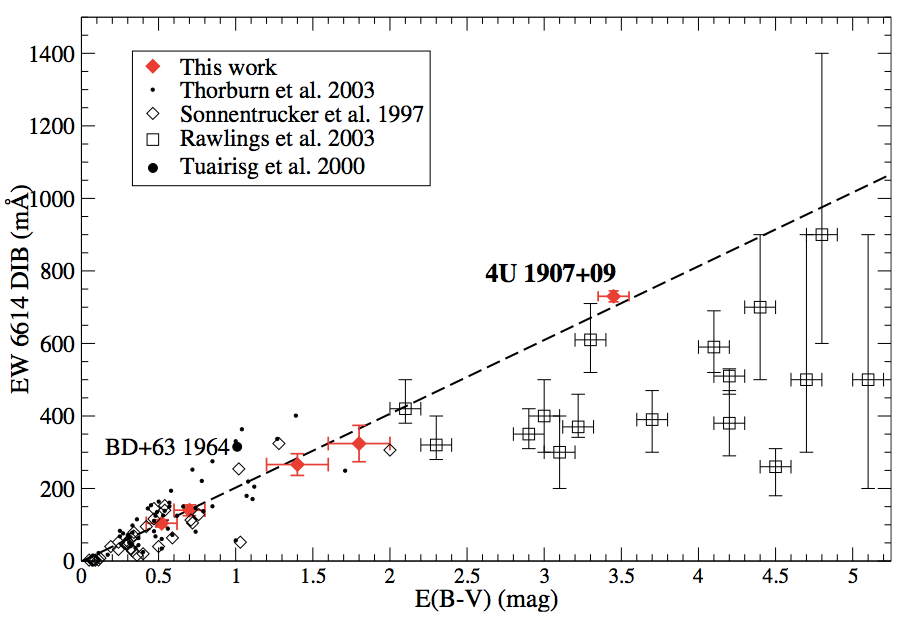 1400
1200
1000
800
600
400
200
0
EW 6614 DIB (mÅ)
This work
Thorburn et al. 2003
Sonnentrucker et al. 1997
Rawlings et al. 2003
Tuairisg et al. 2000
4U 1907+09
BD+63 1964
0 0.5 1 1.5 2 2.5 3 3.5 4 4.5 5
E(B-V) (mag)